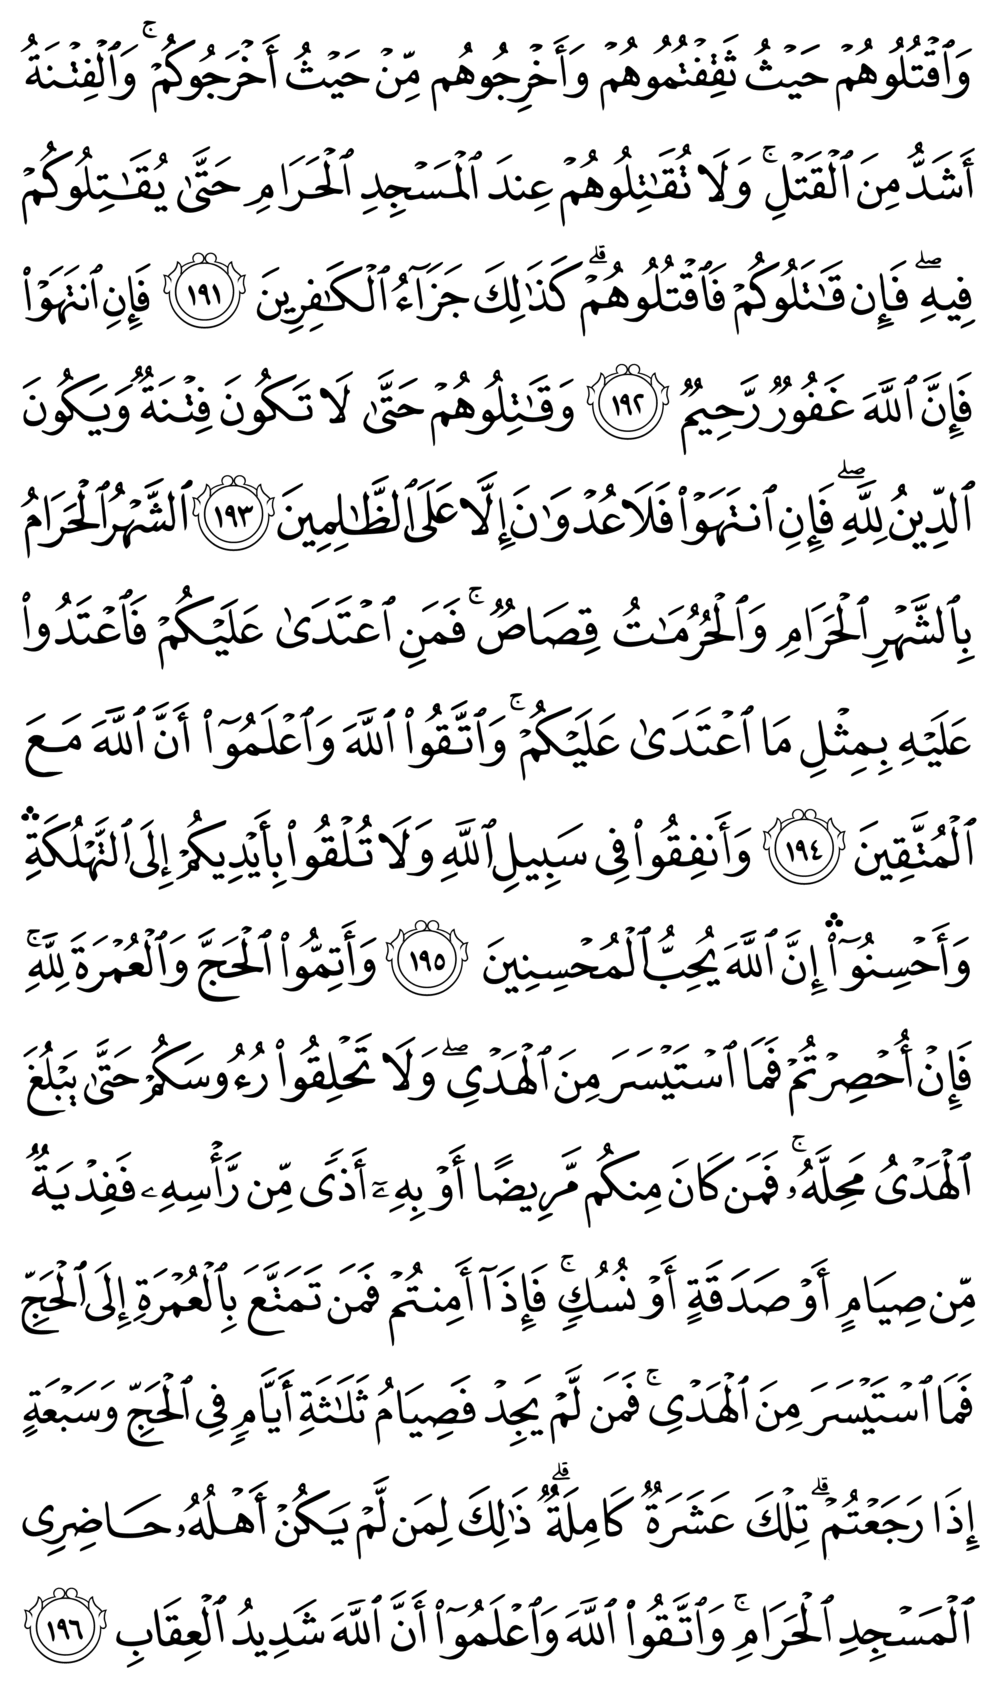 وَٱقْتُلُوهُمْ حَيْثُ ثَقِفْتُمُوهُمْ وَأَخْرِجُوهُم مِّنْ حَيْثُ أَخْرَجُوكُمْ ۚ وَٱلْفِتْنَةُ
أَشَدُّ مِنَ ٱلْقَتْلِ ۚ وَلَا تُقَٰتِلُوهُمْ عِندَ ٱلْمَسْجِدِ ٱلْحَرَامِ حَتَّىٰ يُقَٰتِلُوكُمْ
فِيهِ ۖ فَإِن قَٰتَلُوكُمْ فَٱقْتُلُوهُمْ ۗ كَذَٰلِكَ جَزَآءُ ٱلْكَٰفِرِينَ ١٩١ فَإِنِ ٱنتَهَوْا۟
فَإِنَّ ٱللَّهَ غَفُورٌ رَّحِيمٌ ١٩٢ وَقَٰتِلُوهُمْ حَتَّىٰ لَا تَكُونَ فِتْنَةٌ وَيَكُونَ
ٱلدِّينُ لِلَّهِ ۖ فَإِنِ ٱنتَهَوْا۟ فَلَا عُدْوَٰنَ إِلَّا عَلَى ٱلظَّٰلِمِينَ ١٩٣ ٱلشَّهْرُ ٱلْحَرَامُ
بِٱلشَّهْرِ ٱلْحَرَامِ وَٱلْحُرُمَٰتُ قِصَاصٌ ۚ فَمَنِ ٱعْتَدَىٰ عَلَيْكُمْ فَٱعْتَدُوا۟
عَلَيْهِ بِمِثْلِ مَا ٱعْتَدَىٰ عَلَيْكُمْ ۚ وَٱتَّقُوا۟ ٱللَّهَ وَٱعْلَمُوٓا۟ أَنَّ ٱللَّهَ مَعَ
ٱلْمُتَّقِينَ ١٩٤ وَأَنفِقُوا۟ فِى سَبِيلِ ٱللَّهِ وَلَا تُلْقُوا۟ بِأَيْدِيكُمْ إِلَى ٱلتَّهْلُكَةِ ۛ
وَأَحْسِنُوٓا۟ ۛ إِنَّ ٱللَّهَ يُحِبُّ ٱلْمُحْسِنِينَ ١٩٥ وَأَتِمُّوا۟ ٱلْحَجَّ وَٱلْعُمْرَةَ لِلَّهِ ۚ
فَإِنْ أُحْصِرْتُمْ فَمَا ٱسْتَيْسَرَ مِنَ ٱلْهَدْىِ ۖ وَلَا تَحْلِقُوا۟ رُءُوسَكُمْ حَتَّىٰ يَبْلُغَ
ٱلْهَدْىُ مَحِلَّهُۥ ۚ فَمَن كَانَ مِنكُم مَّرِيضًا أَوْ بِهِۦٓ أَذًى مِّن رَّأْسِهِۦ فَفِدْيَةٌ
مِّن صِيَامٍ أَوْ صَدَقَةٍ أَوْ نُسُكٍ ۚ فَإِذَآ أَمِنتُمْ فَمَن تَمَتَّعَ بِٱلْعُمْرَةِ إِلَى ٱلْحَجِّ
فَمَا ٱسْتَيْسَرَ مِنَ ٱلْهَدْىِ ۚ فَمَن لَّمْ يَجِدْ فَصِيَامُ ثَلَٰثَةِ أَيَّامٍ فِى ٱلْحَجِّ وَسَبْعَةٍ
إِذَا رَجَعْتُمْ ۗ تِلْكَ عَشَرَةٌ كَامِلَةٌ ۗ ذَٰلِكَ لِمَن لَّمْ يَكُنْ أَهْلُهُۥ حَاضِرِى
ٱلْمَسْجِدِ ٱلْحَرَامِ ۚ وَٱتَّقُوا۟ ٱللَّهَ وَٱعْلَمُوٓا۟ أَنَّ ٱللَّهَ شَدِيدُ ٱلْعِقَابِ ١٩٦